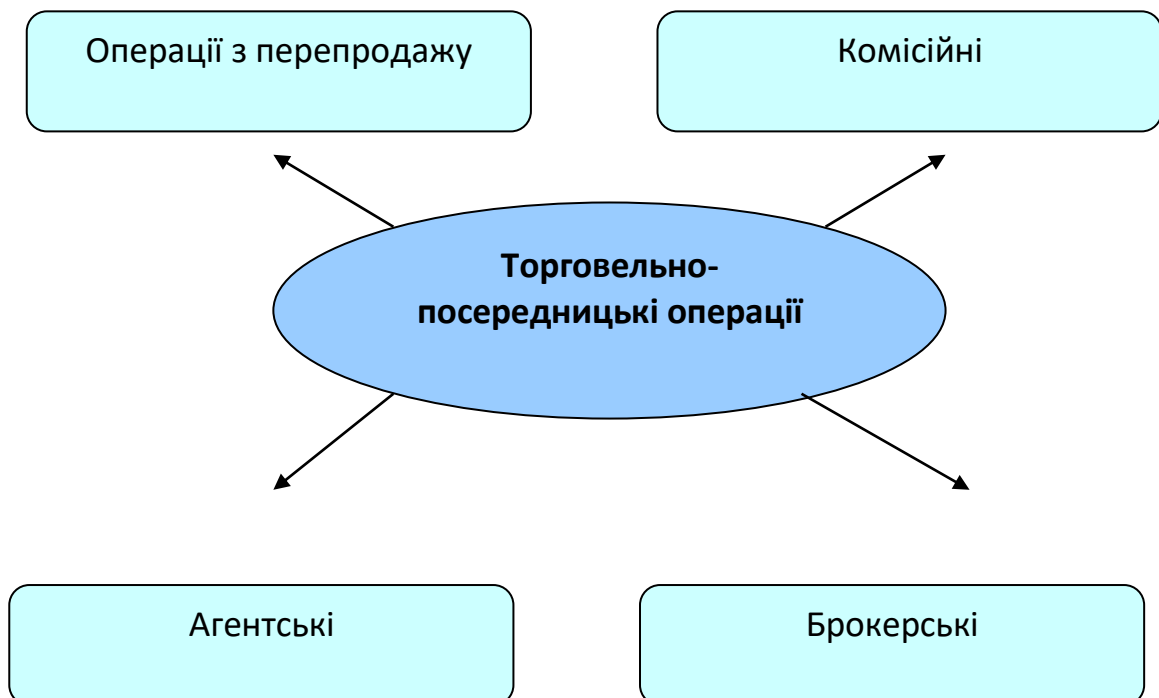 Операції з перепродажу
Комісійні
Торговельно-
посередницькі операції
Агентські
Брокерські